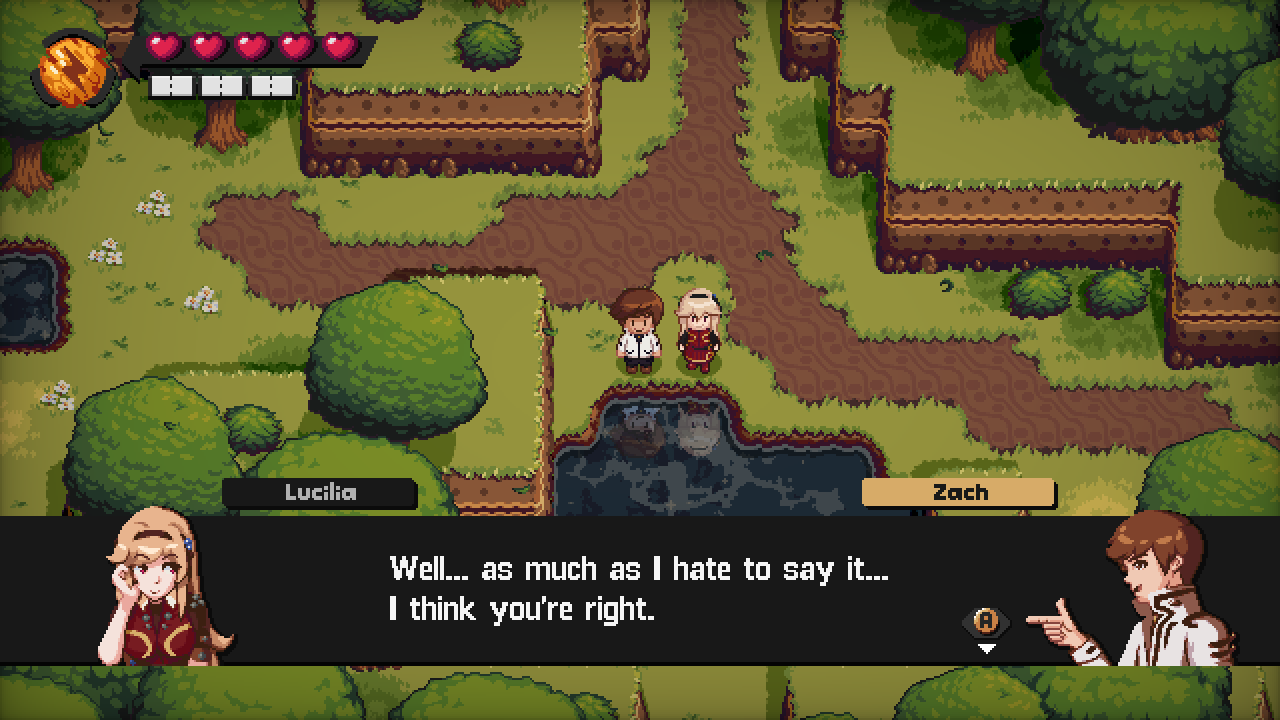 Lucilia
Zach
Well... as much as I hate to say it...
I think you're right.
A